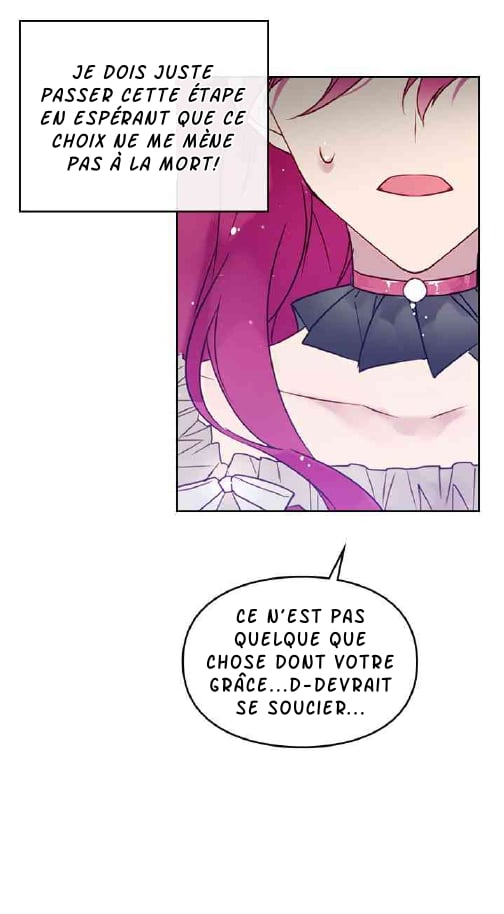 JE DOIS JUSTE
PASSER CETTE ÉTAPE
EN ESPÉRANT QUE CE
CHOIX NE ME MÈNE
PAS À LA MORT!
CE N'EST PAS
QUELQUE QUE
CHOSE DONT VOTRE
GRÂCE...D-DEVRAIT
SE SOUCIER...